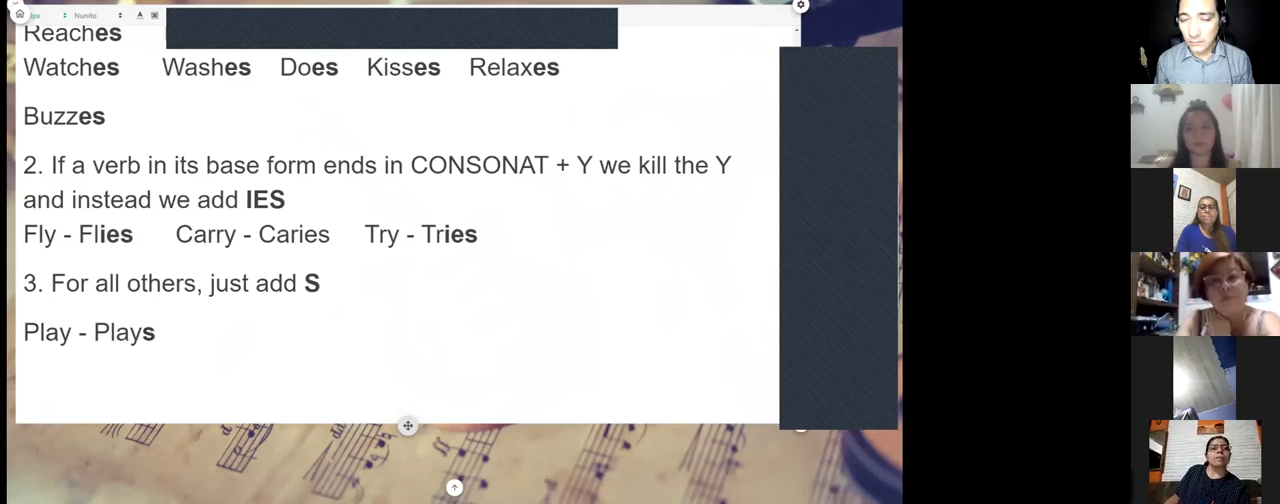 px Nunito A A
Reaches
Watches Washes Does Kisses Relaxes
Buzzes
2. If a verb in its base form ends in CONSONAT + Y we kill the Y
and instead we add IES
Fly - Flies Carry - Caries Try - Tries
3. For all others, just add S
Play - Plays